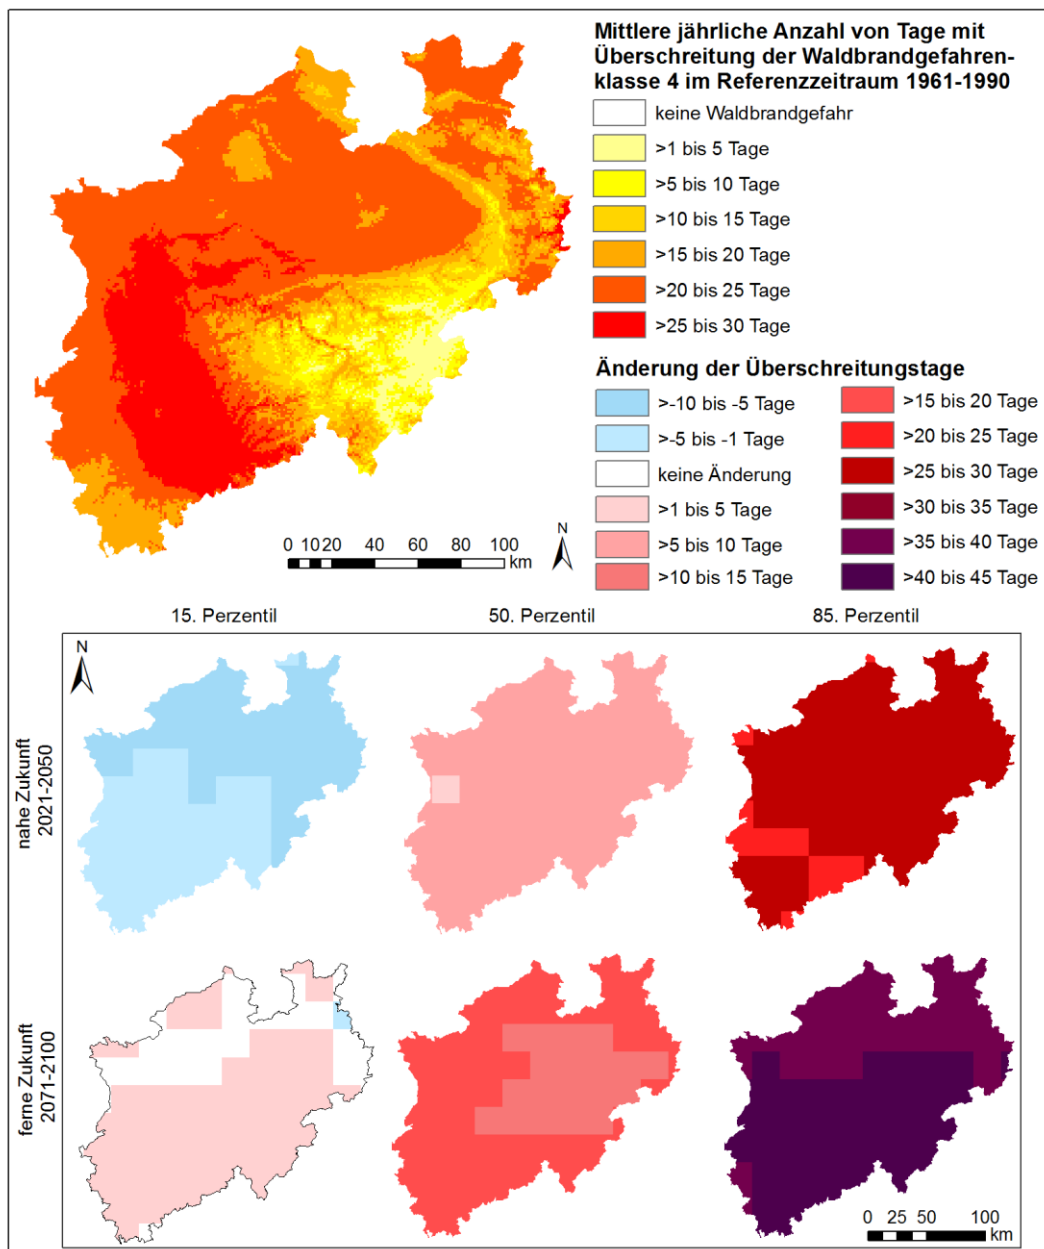 Mittlere jährliche Anzahl von Tage mit
Überschreitung der Waldbrandgefahren-
klasse 4 im Referenzzeitraum 1961-1990
keine Waldbrandgefahr
>1 bis 5 Tage
>5 bis 10 Tage
>10 bis 15 Tage
>15 bis 20 Tage
>20 bis 25 Tage
>25 bis 30 Tage
Änderung der Überschreitungstage
>-10 bis -5 Tage
>-5 bis -1 Tage
keine Änderung
>1 bis 5 Tage
>5 bis 10 Tage
>10 bis 15 Tage
>15 bis 20 Tage
>20 bis 25 Tage
>25 bis 30 Tage
>30 bis 35 Tage
>35 bis 40 Tage
>40 bis 45 Tage
0 10 20 40 60 80 100
km
N
15. Perzentil
50. Perzentil
85. Perzentil
N
nahe Zukunft
2021-2050
ferne Zukunft
2071-2100
0 25 50 100
km